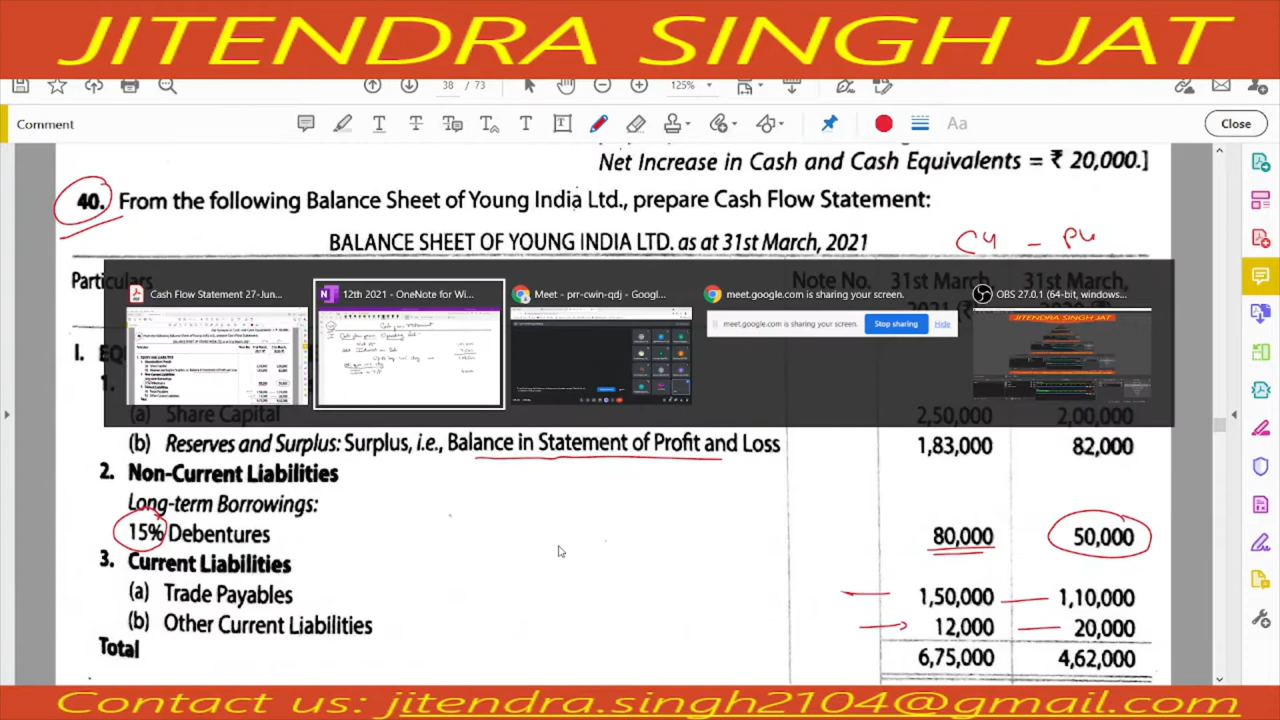 JITENDRA SINGH JAT
38 / 73
125%
Comment
Aa
Close
Net Increase in Cash and Cash Equivalents = ₹ 20,000.]
40. From the following Balance Sheet of Young India Ltd., prepare Cash Flow Statement:
BALANCE SHEET OF YOUNG INDIA LTD. as at 31st March, 2021
CY - PY
Particulars Note No. 31st March, 31st March,
Cash Flow Statement 27-Jun...
12th 2021 - OneNote for Wi...
Meet - prr-cwin-qdj - Googl...
meet.google.com is sharing your screen.
OBS 27.0.1 (64-bit, windows...
meet.google.com is sharing your screen. Stop sharing Hide
(a) Share Capital 2,50,000 2,00,000
(b) Reserves and Surplus: Surplus, i.e., Balance in Statement of Profit and Loss 1,83,000 82,000
2. Non-Current Liabilities
Long-term Borrowings:
15% Debentures 80,000 50,000
3. Current Liabilities
(a) Trade Payables 1,50,000 1,10,000
(b) Other Current Liabilities 12,000 20,000
Total 6,75,000 4,62,000
Contact us: jitendra.singh2104@gmail.com